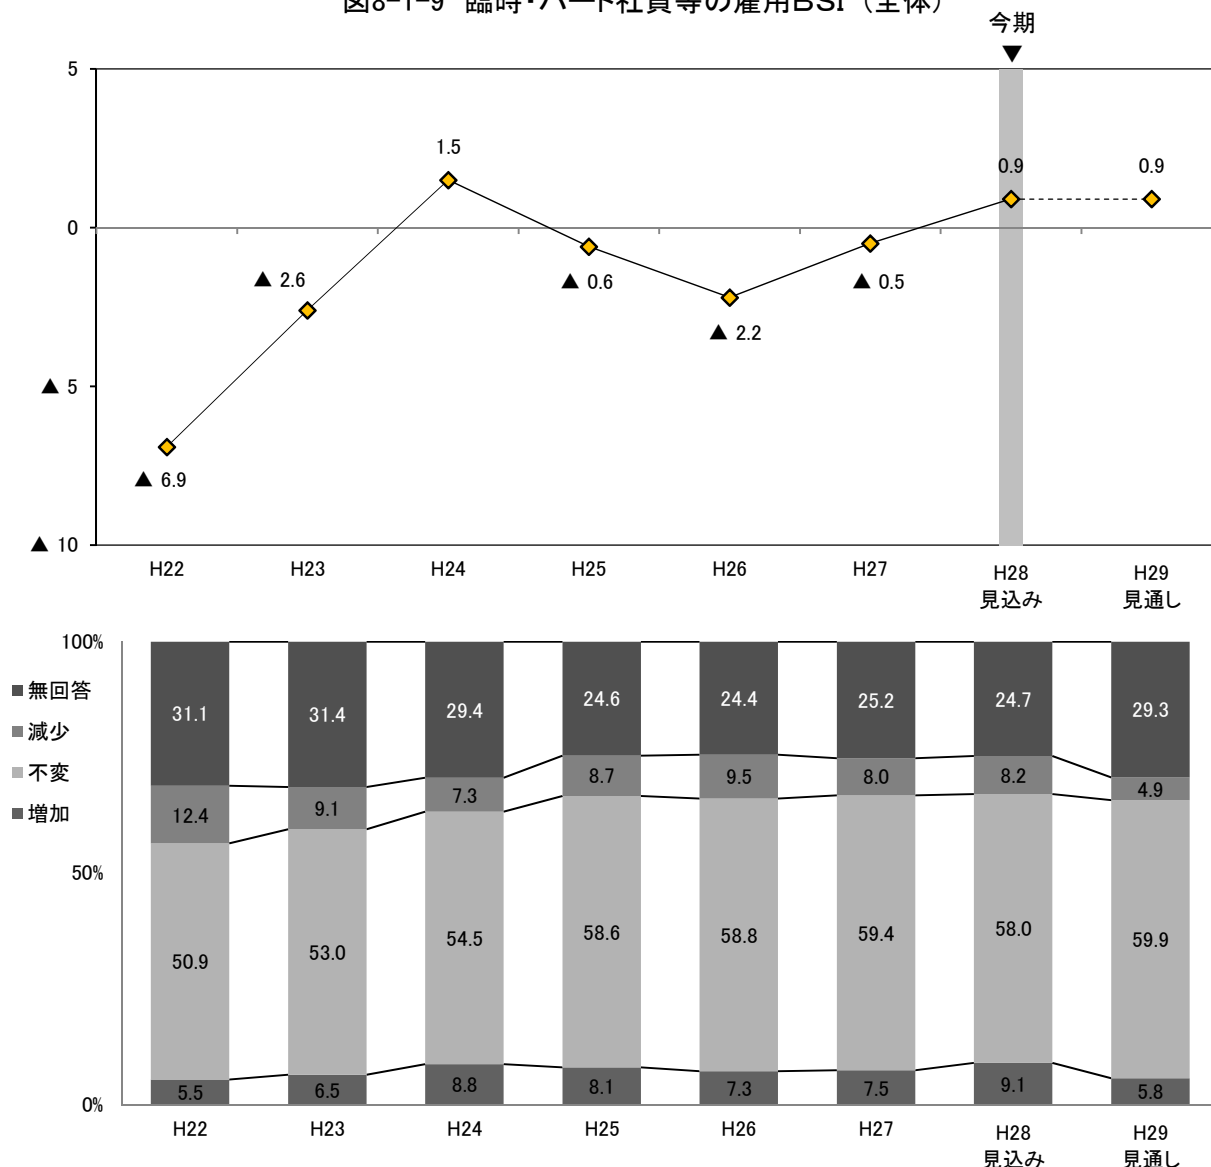 図8-1-9 臨時・パート社員等の雇用BSI（全体）
今期
▼
5
1.5
0.9
0.9
0
▲ 2.6
▲ 0.6
▲ 0.5
▲ 2.2
▲ 5
▲ 6.9
▲ 10
H22
H23
H24
H25
H26
H27
H28
見込み
H29
見通し
100%
無回答
減少
不変
増加
50%
0%
31.1
31.4
29.4
24.6
24.4
25.2
24.7
29.3
12.4
9.1
7.3
8.7
9.5
8.0
8.2
4.9
50.9
53.0
54.5
58.6
58.8
59.4
58.0
59.9
5.5
6.5
8.8
8.1
7.3
7.5
9.1
5.8
H22
H23
H24
H25
H26
H27
H28
見込み
H29
見通し